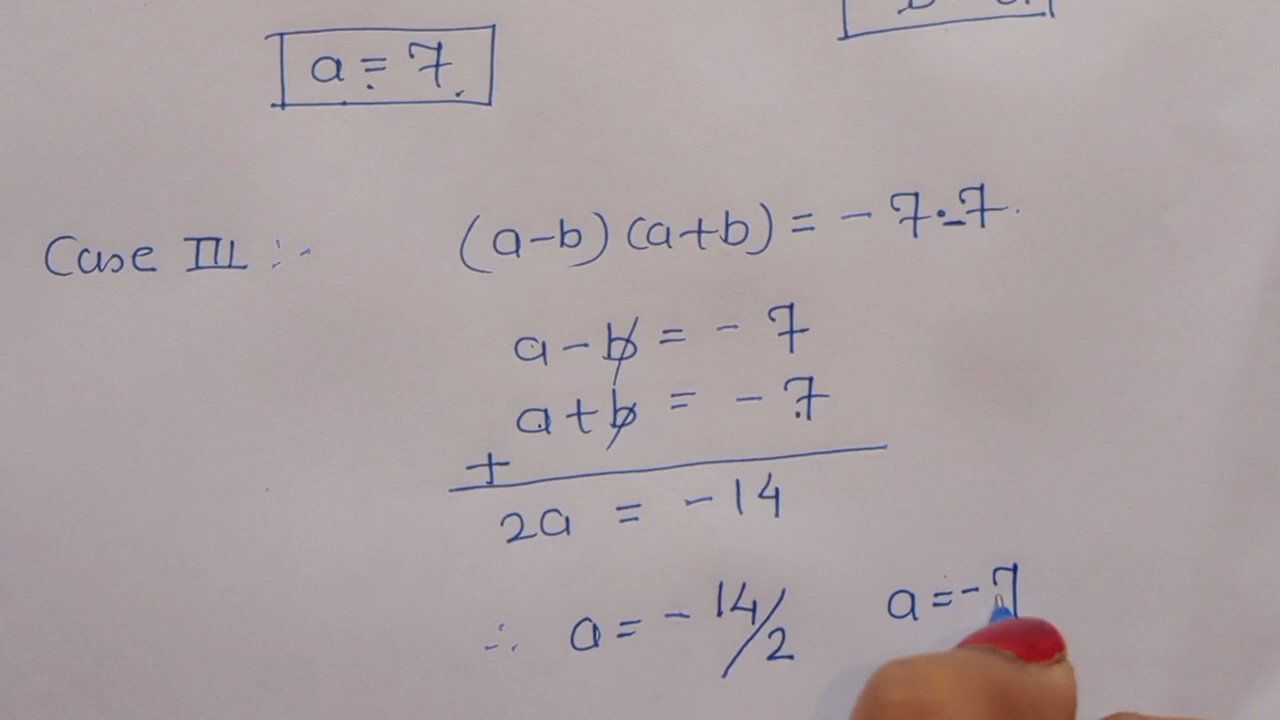 a = 7
Case III :- (a-b) (a+b) = - 7·-7.
a - b = - 7
a + b = - 7
+
2a = - 14
∴ a = - 14/2 a = - 7